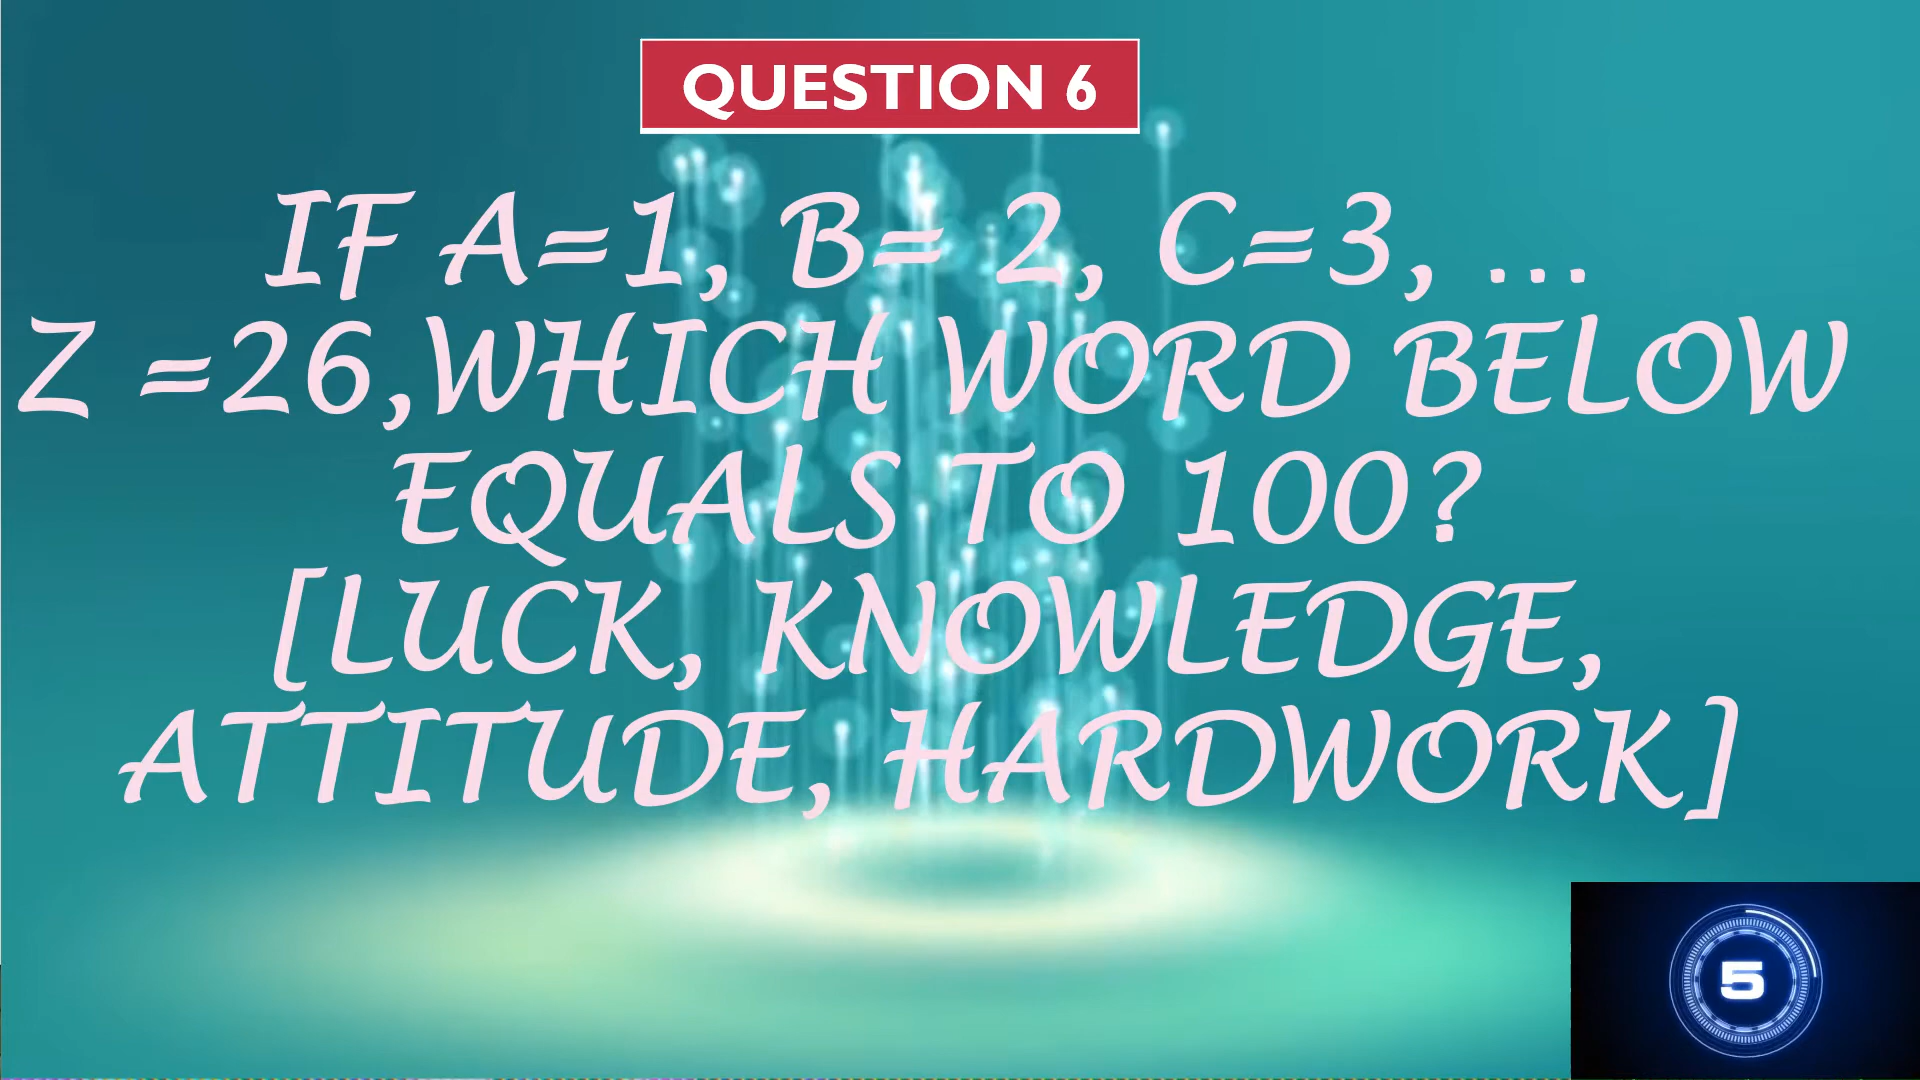 QUESTION 6
IF A=1, B= 2, C=3, ...
Z =26,WHICH WORD BELOW
EQUALS TO 100?
[LUCK, KNOWLEDGE,
ATTITUDE, HARDWORK]
5